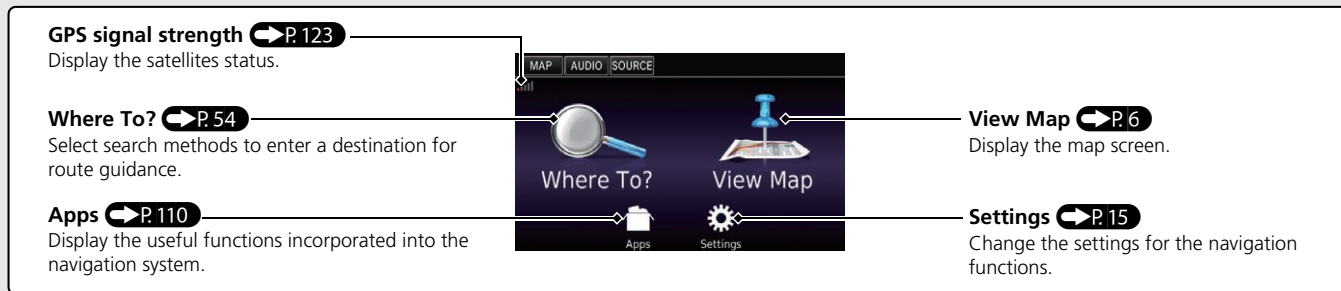 GPS signal strength P. 123
Display the satellites status.
Where To? P. 54
Select search methods to enter a destination for
route guidance.
Apps P. 110
Display the useful functions incorporated into the
navigation system.
MAP AUDIO SOURCE
Where To? View Map
Apps Settings
View Map P. 6
Display the map screen.
Settings P. 15
Change the settings for the navigation
functions.